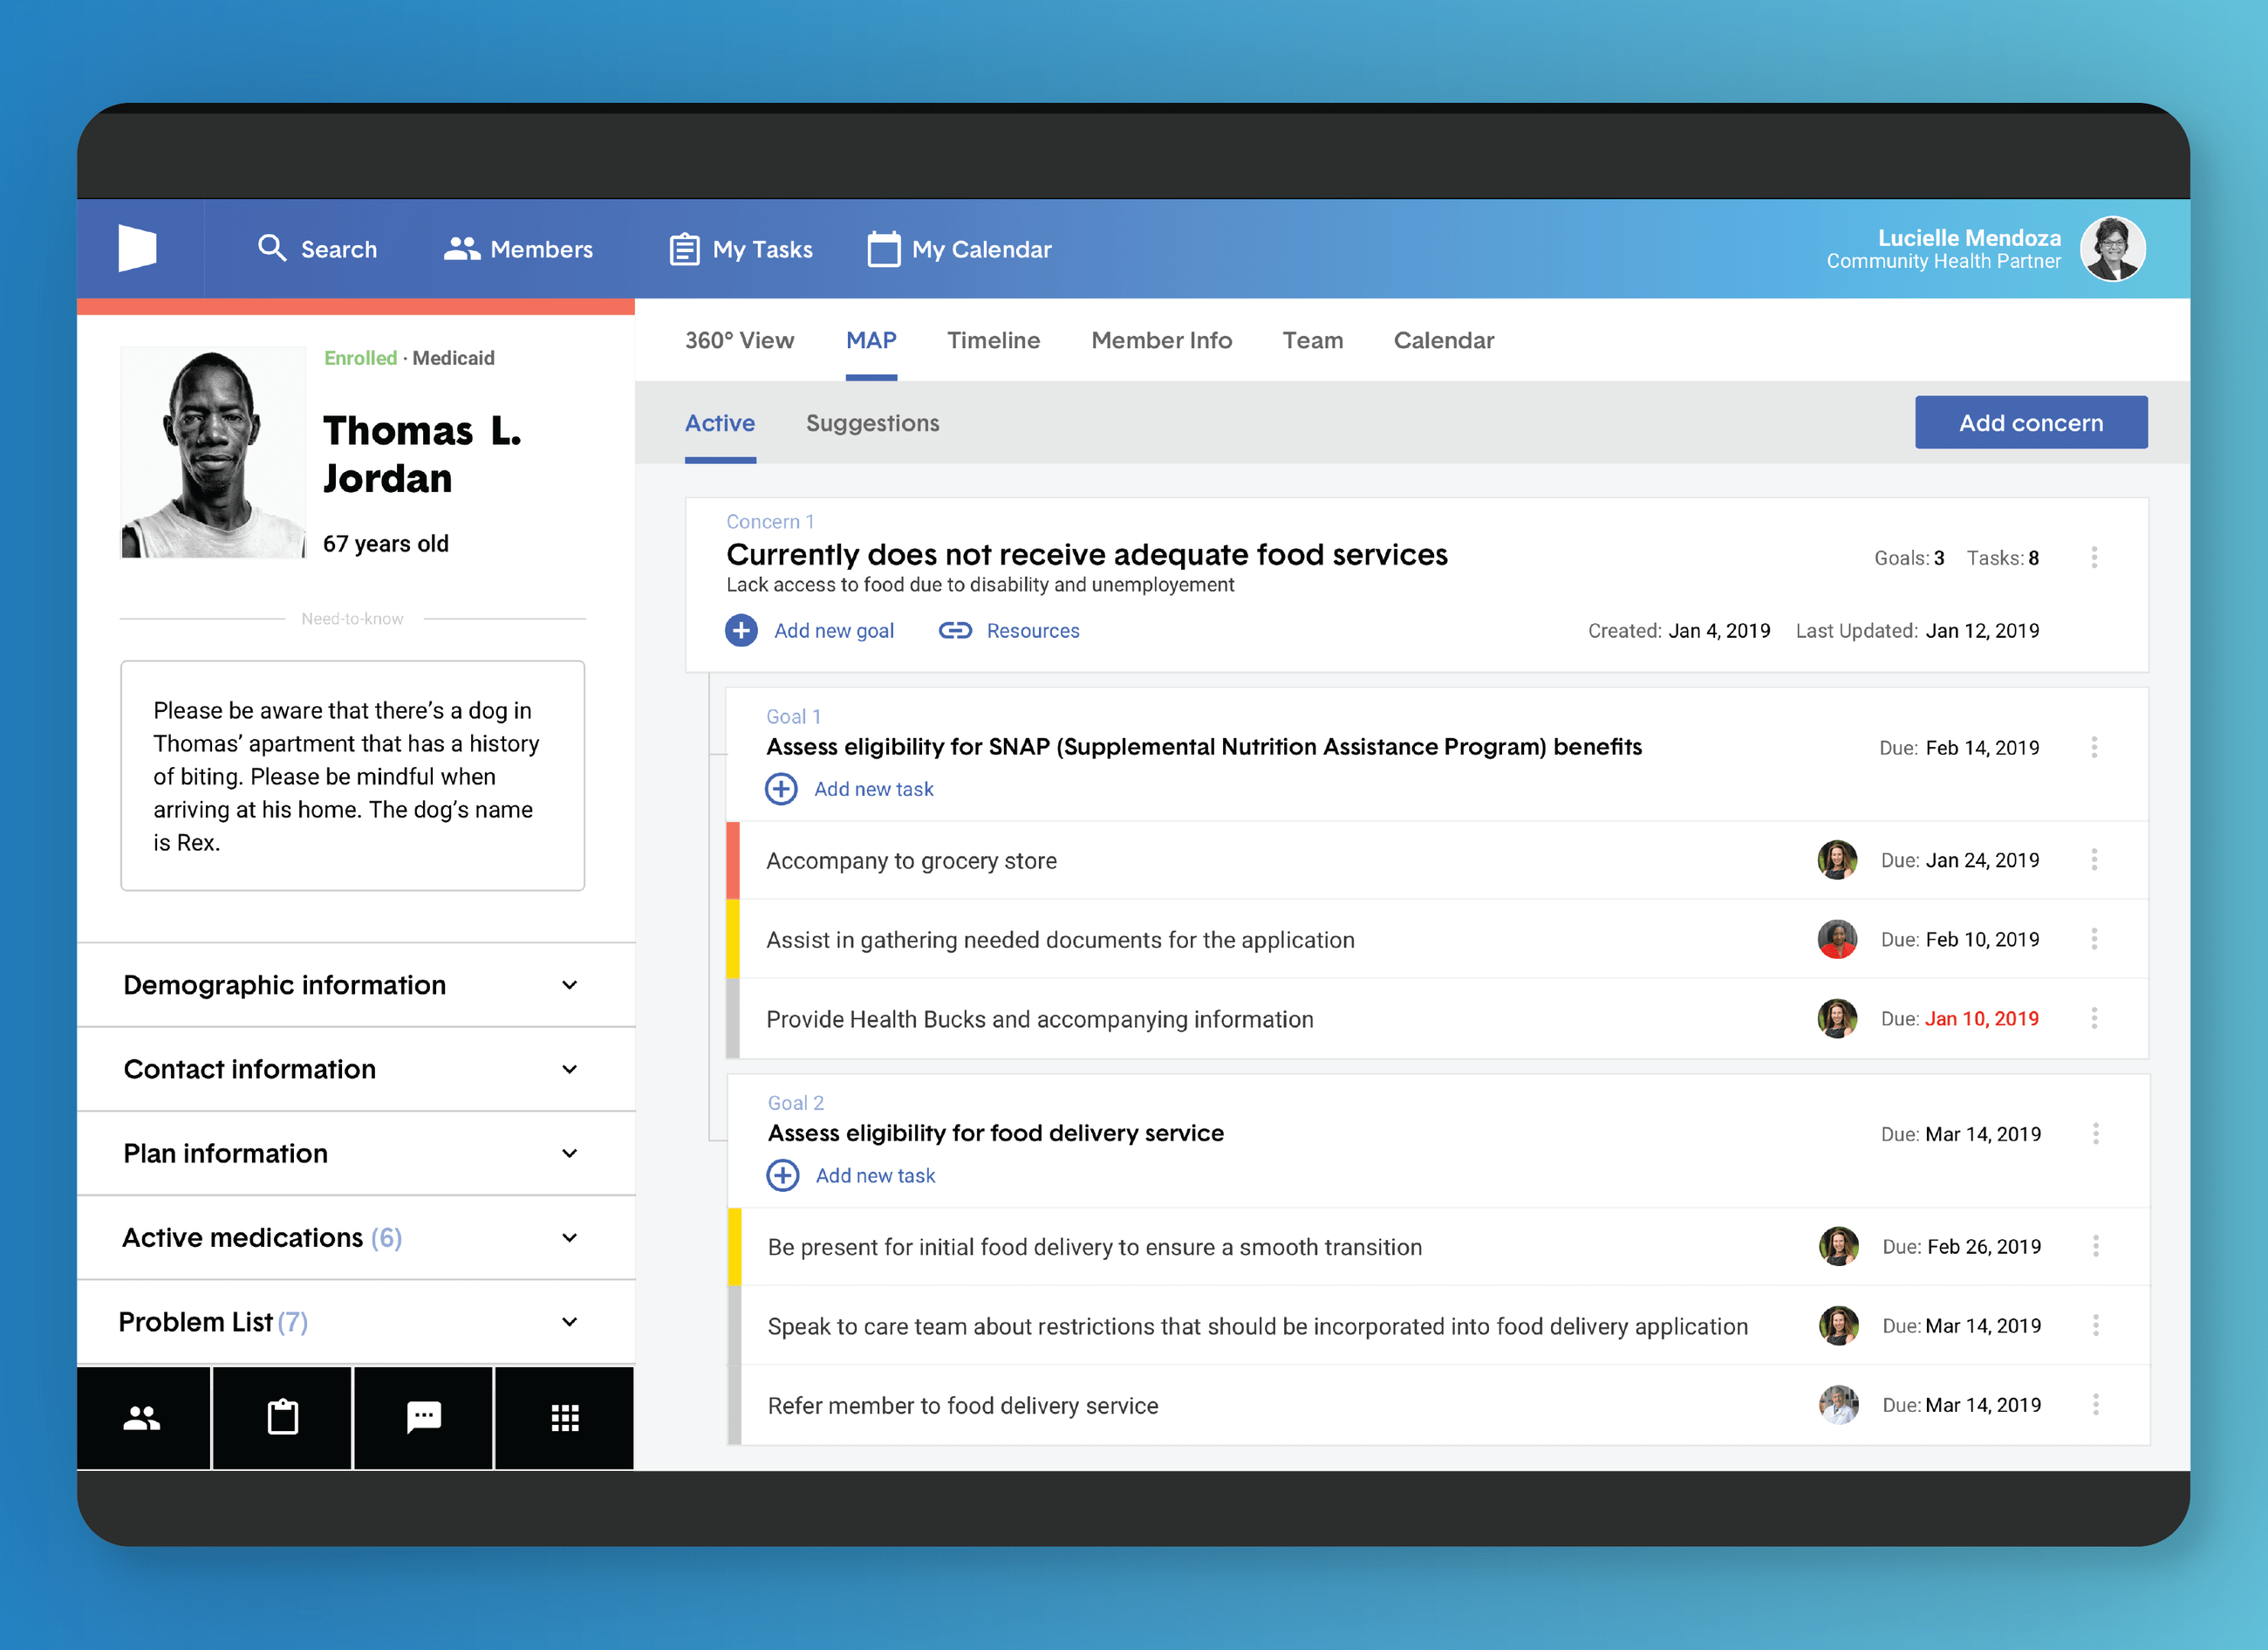 Search
Members
My Tasks
My Calendar
Lucielle Mendoza
Community Health Partner
Enrolled · Medicaid
Thomas L.
Jordan
67 years old
Need-to-know
Please be aware that there’s a dog in
Thomas’ apartment that has a history
of biting. Please be mindful when
arriving at his home. The dog’s name
is Rex.
Demographic information
Contact information
Plan information
Active medications (6)
Problem List (7)
360° View
MAP
Timeline
Member Info
Team
Calendar
Active
Suggestions
Add concern
Concern 1
Currently does not receive adequate food services
Goals: 3 Tasks: 8
Lack access to food due to disability and unemployement
Add new goal
Resources
Created: Jan 4, 2019 Last Updated: Jan 12, 2019
Goal 1
Assess eligibility for SNAP (Supplemental Nutrition Assistance Program) benefits
Due: Feb 14, 2019
Add new task
Accompany to grocery store
Due: Jan 24, 2019
Assist in gathering needed documents for the application
Due: Feb 10, 2019
Provide Health Bucks and accompanying information
Due: Jan 10, 2019
Goal 2
Assess eligibility for food delivery service
Due: Mar 14, 2019
Add new task
Be present for initial food delivery to ensure a smooth transition
Due: Feb 26, 2019
Speak to care team about restrictions that should be incorporated into food delivery application
Due: Mar 14, 2019
Refer member to food delivery service
Due: Mar 14, 2019